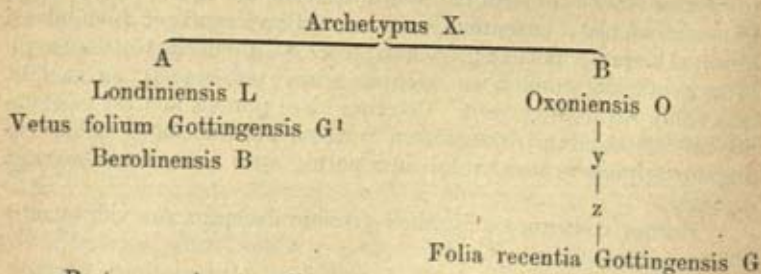 Archetypus X.
A
B
Londiniensis L
Oxoniensis O
Vetus folium Gottingensis G¹
Berolinensis B
y
z
Folia recentia Gottingensis G